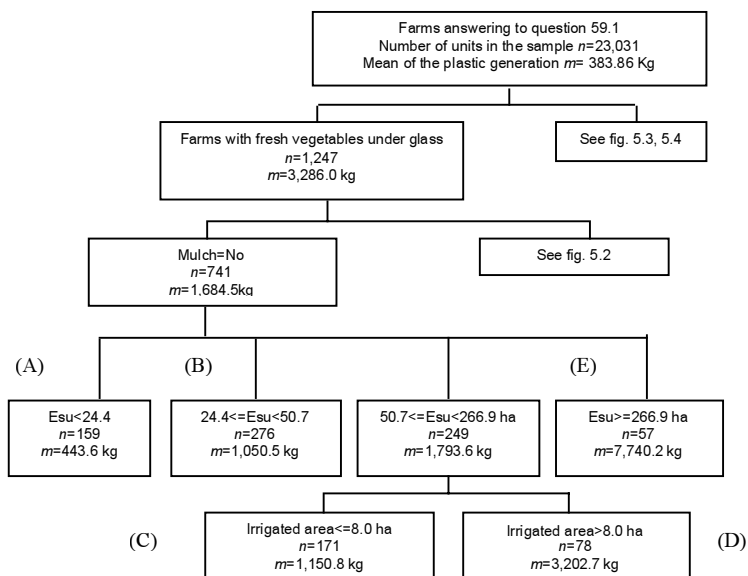 Farms answering to question 59.1
Number of units in the sample n=23,031
Mean of the plastic generation m= 383.86 Kg
Farms with fresh vegetables under glass
n=1,247
m=3,286.0 kg
See fig. 5.3, 5.4
Mulch=No
n=741
m=1,684.5kg
See fig. 5.2
(A)
(B)
(E)
Esu<24.4
n=159
m=443.6 kg
24.4<=Esu<50.7
n=276
m=1,050.5 kg
50.7<=Esu<266.9 ha
n=249
m=1,793.6 kg
Esu>=266.9 ha
n=57
m=7,740.2 kg
(C)
Irrigated area<=8.0 ha
n=171
m=1,150.8 kg
Irrigated area>8.0 ha
n=78
m=3,202.7 kg
(D)